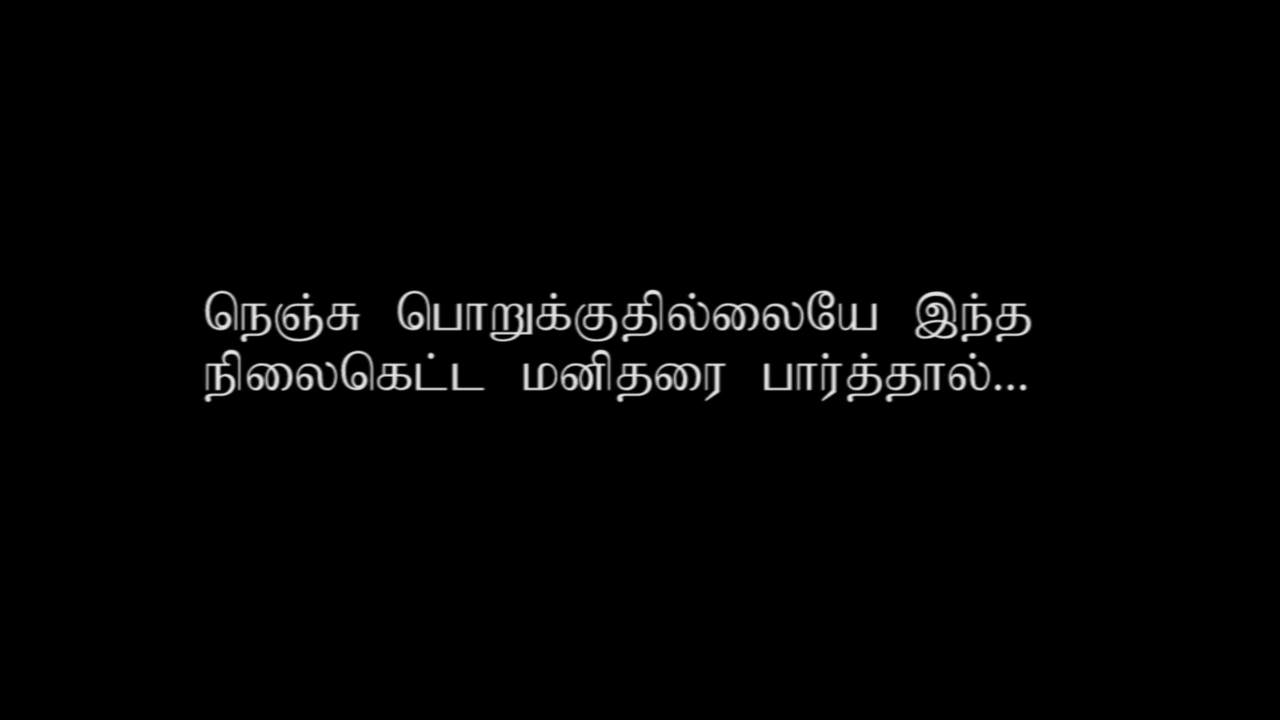 நெஞ்சு பொறுக்குதில்லையே இந்த
நிலைகெட்ட மனிதரை பார்த்தால்...